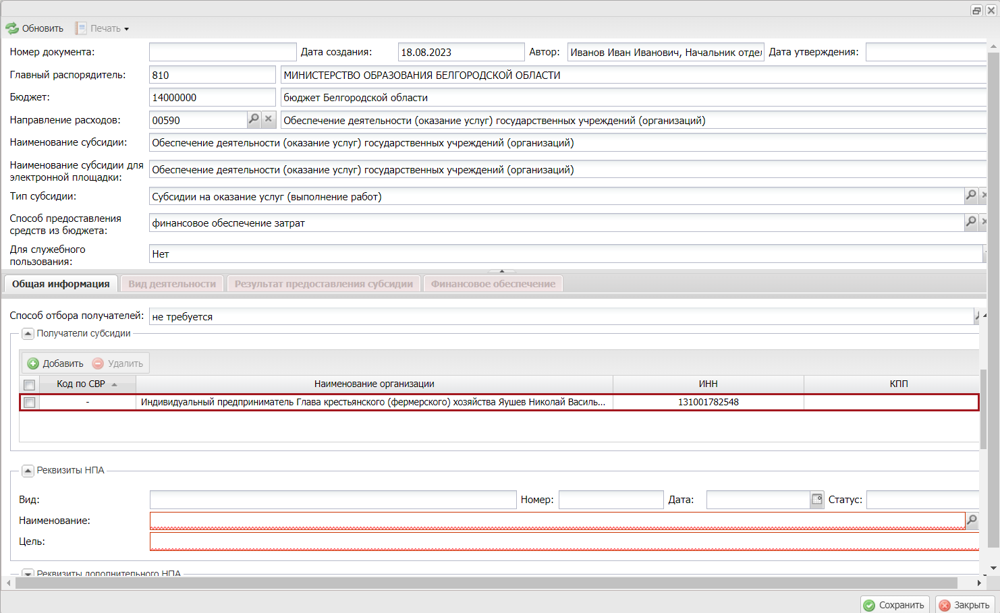 Обновить Печать
Номер документа: Дата создания: 18.08.2023 Автор: Иванов Иван Иванович, Начальник отдел Дата утверждения:
Главный распорядитель: 810 МИНИСТЕРСТВО ОБРАЗОВАНИЯ БЕЛГОРОДСКОЙ ОБЛАСТИ
Бюджет: 14000000 бюджет Белгородской области
Направление расходов: 00590 Обеспечение деятельности (оказание услуг) государственных учреждений (организаций)
Наименование субсидии: Обеспечение деятельности (оказание услуг) государственных учреждений (организаций)
Наименование субсидии для
электронной площадки: Обеспечение деятельности (оказание услуг) государственных учреждений (организаций)
Тип субсидии: Субсидии на оказание услуг (выполнение работ)
Способ предоставления
средств из бюджета: финансовое обеспечение затрат
Для служебного
пользования: Нет
Общая информация Вид деятельности Результат предоставления субсидии Финансовое обеспечение
Способ отбора получателей: не требуется
Получатели субсидии
Добавить Удалить
Код по СВР Наименование организации ИНН КПП
- Индивидуальный предприниматель Глава крестьянского (фермерского) хозяйства Яушев Николай Василь... 131001782548
Реквизиты НПА
Вид: Номер: Дата: Статус:
Наименование:
Цель:
Реквизиты дополнительного НПА
Сохранить Закрыть